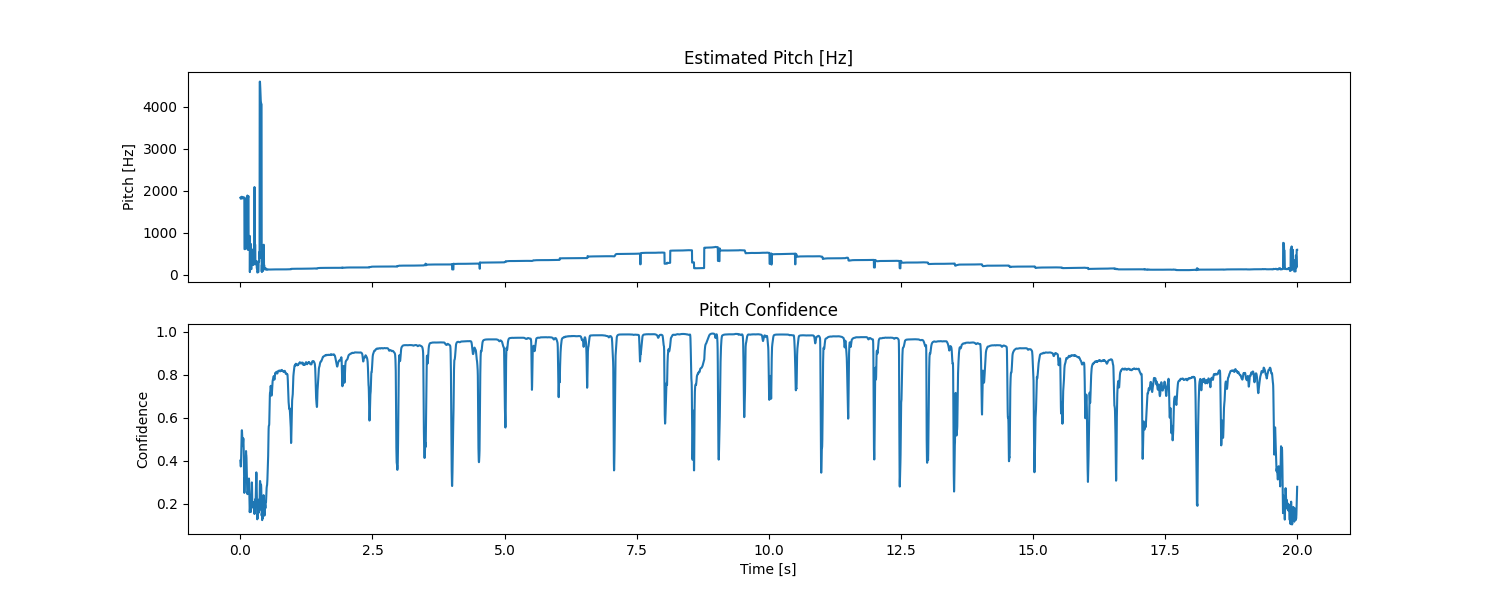 Estimated Pitch [Hz]
Pitch [Hz]
4000
3000
2000
1000
0
Pitch Confidence
Confidence
1.0
0.8
0.6
0.4
0.2
0.0 2.5 5.0 7.5 10.0 12.5 15.0 17.5 20.0
Time [s]